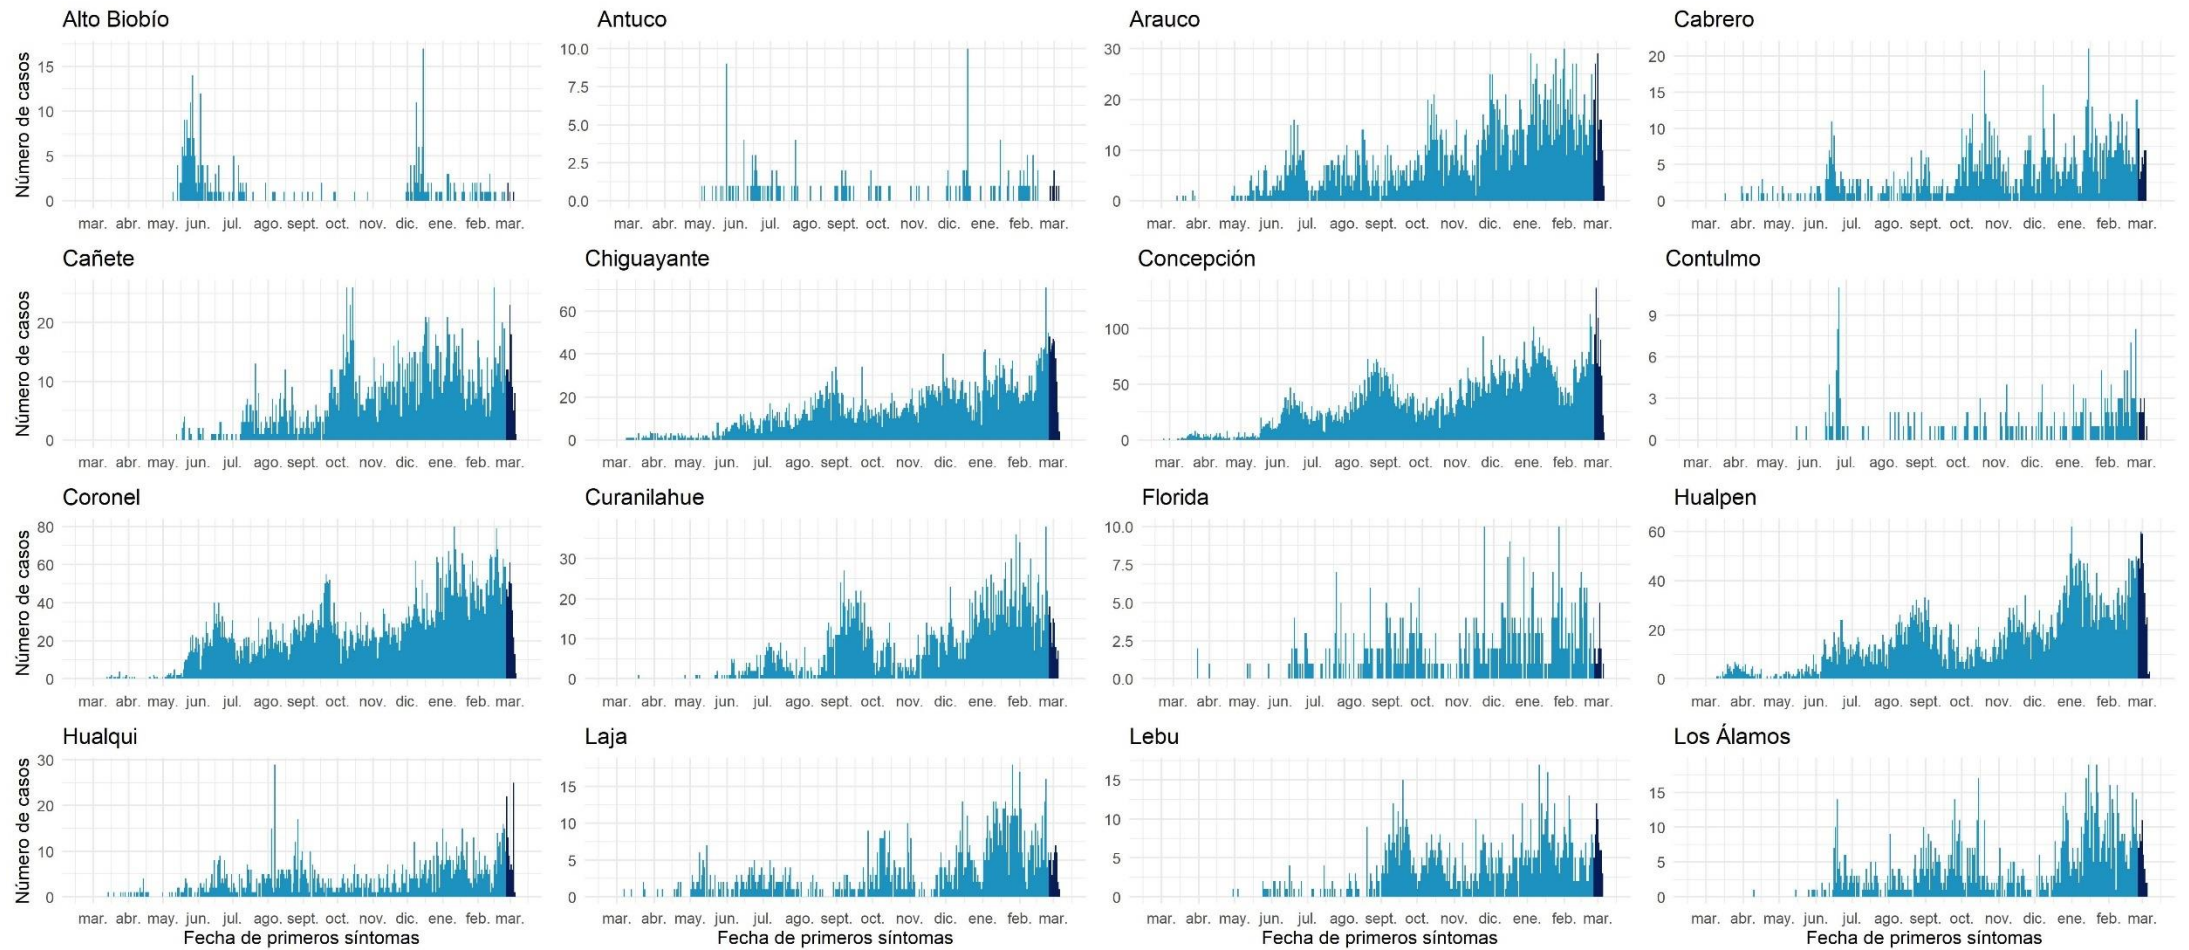 Alto Biobío
Antuco
Arauco
Cabrero
Número de casos
15
10
5
0
10.0
7.5
5.0
2.5
0.0
30
20
10
0
20
15
10
5
0
mar. abr. may. jun. jul. ago. sept. oct. nov. dic. ene. feb. mar.
mar. abr. may. jun. jul. ago. sept. oct. nov. dic. ene. feb. mar.
mar. abr. may. jun. jul. ago. sept. oct. nov. dic. ene. feb. mar.
mar. abr. may. jun. jul. ago. sept. oct. nov. dic. ene. feb. mar.
Cañete
Chiguayante
Concepción
Contulmo
Número de casos
20
10
0
60
40
20
0
100
50
0
9
6
3
0
mar. abr. may. jun. jul. ago. sept. oct. nov. dic. ene. feb. mar.
mar. abr. may. jun. jul. ago. sept. oct. nov. dic. ene. feb. mar.
mar. abr. may. jun. jul. ago. sept. oct. nov. dic. ene. feb. mar.
mar. abr. may. jun. jul. ago. sept. oct. nov. dic. ene. feb. mar.
Coronel
Curanilahue
Florida
Hualpen
Número de casos
80
60
40
20
0
30
20
10
0
10.0
7.5
5.0
2.5
0.0
60
40
20
0
mar. abr. may. jun. jul. ago. sept. oct. nov. dic. ene. feb. mar.
mar. abr. may. jun. jul. ago. sept. oct. nov. dic. ene. feb. mar.
mar. abr. may. jun. jul. ago. sept. oct. nov. dic. ene. feb. mar.
mar. abr. may. jun. jul. ago. sept. oct. nov. dic. ene. feb. mar.
Hualqui
Laja
Lebu
Los Álamos
Número de casos
30
20
10
0
15
10
5
0
15
10
5
0
15
10
5
0
mar. abr. may. jun. jul. ago. sept. oct. nov. dic. ene. feb. mar.
mar. abr. may. jun. jul. ago. sept. oct. nov. dic. ene. feb. mar.
mar. abr. may. jun. jul. ago. sept. oct. nov. dic. ene. feb. mar.
mar. abr. may. jun. jul. ago. sept. oct. nov. dic. ene. feb. mar.
Fecha de primeros síntomas
Fecha de primeros síntomas
Fecha de primeros síntomas
Fecha de primeros síntomas